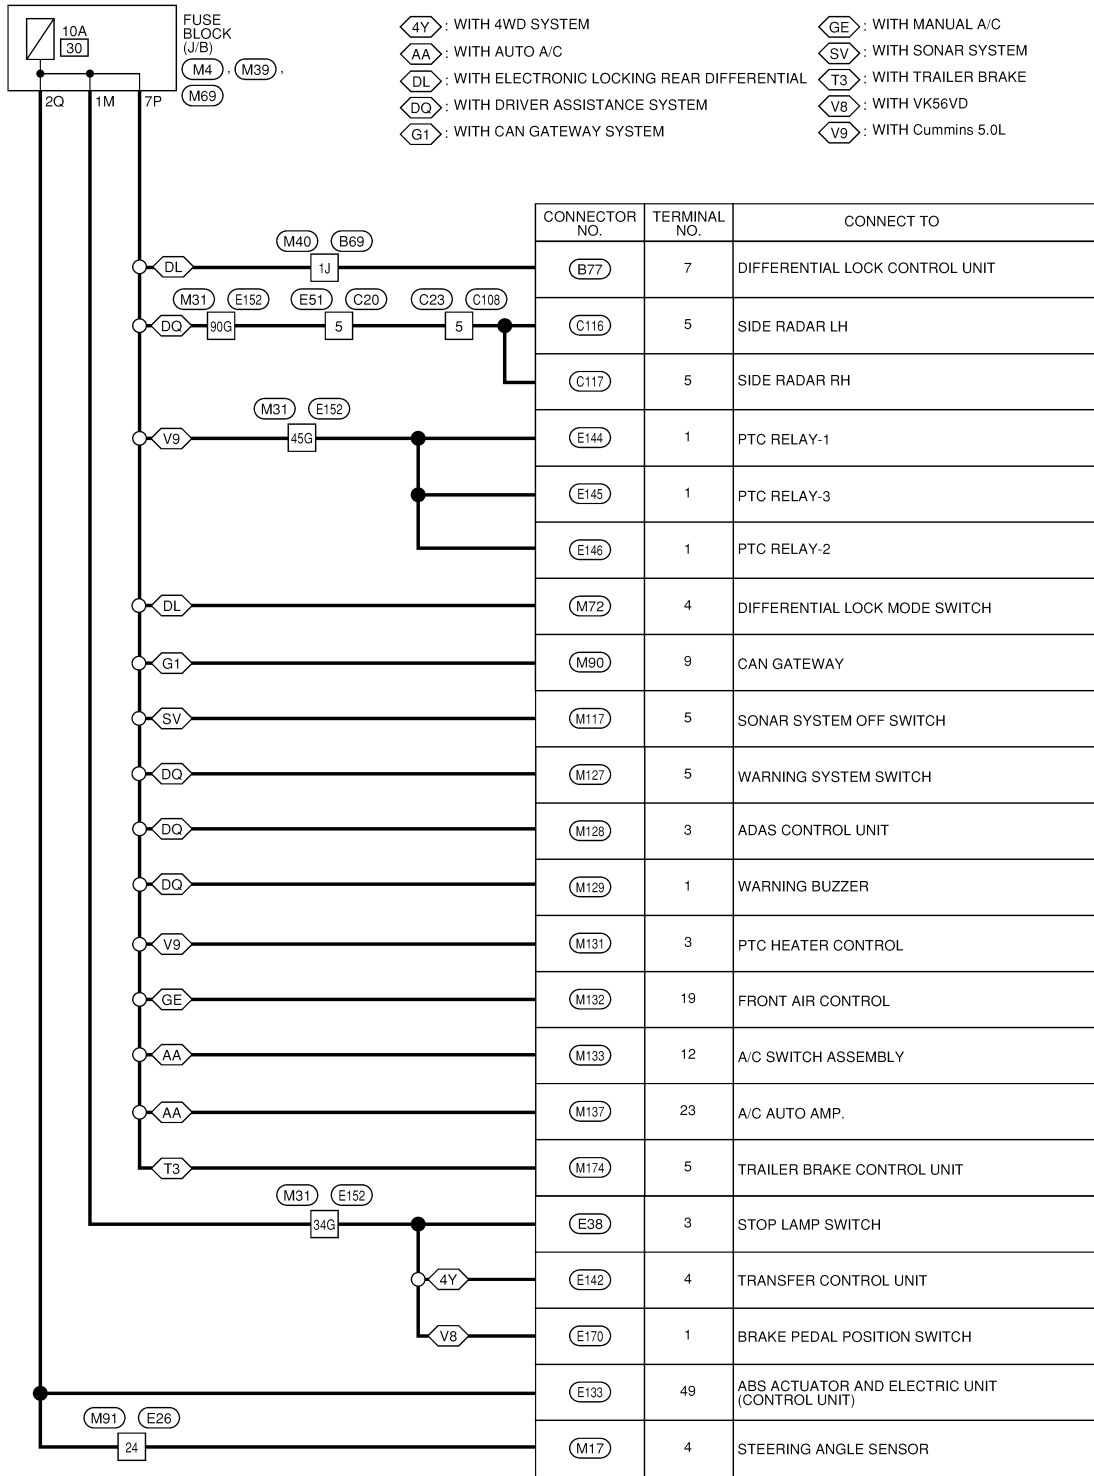 10A
30
FUSE
BLOCK
(J/B)
M4 , M39 ,
M69
2Q 1M 7P
4Y : WITH 4WD SYSTEM
AA : WITH AUTO A/C
DL : WITH ELECTRONIC LOCKING REAR DIFFERENTIAL
DQ : WITH DRIVER ASSISTANCE SYSTEM
G1 : WITH CAN GATEWAY SYSTEM
GE : WITH MANUAL A/C
SV : WITH SONAR SYSTEM
T3 : WITH TRAILER BRAKE
V8 : WITH VK56VD
V9 : WITH Cummins 5.0L
CONNECTOR NO. TERMINAL NO. CONNECT TO
M40 B69
DL 1J B77 7 DIFFERENTIAL LOCK CONTROL UNIT
M31 E152 E51 C20 C23 C108
DQ 90G 5 5 C116 5 SIDE RADAR LH
C117 5 SIDE RADAR RH
M31 E152
V9 45G E144 1 PTC RELAY-1
E145 1 PTC RELAY-3
E146 1 PTC RELAY-2
DL M72 4 DIFFERENTIAL LOCK MODE SWITCH
G1 M90 9 CAN GATEWAY
SV M117 5 SONAR SYSTEM OFF SWITCH
DQ M127 5 WARNING SYSTEM SWITCH
DQ M128 3 ADAS CONTROL UNIT
DQ M129 1 WARNING BUZZER
V9 M131 3 PTC HEATER CONTROL
GE M132 19 FRONT AIR CONTROL
AA M133 12 A/C SWITCH ASSEMBLY
AA M137 23 A/C AUTO AMP.
T3 M174 5 TRAILER BRAKE CONTROL UNIT
M31 E152
34G E38 3 STOP LAMP SWITCH
4Y E142 4 TRANSFER CONTROL UNIT
V8 E170 1 BRAKE PEDAL POSITION SWITCH
E133 49 ABS ACTUATOR AND ELECTRIC UNIT
(CONTROL UNIT)
M91 E26
24 M17 4 STEERING ANGLE SENSOR